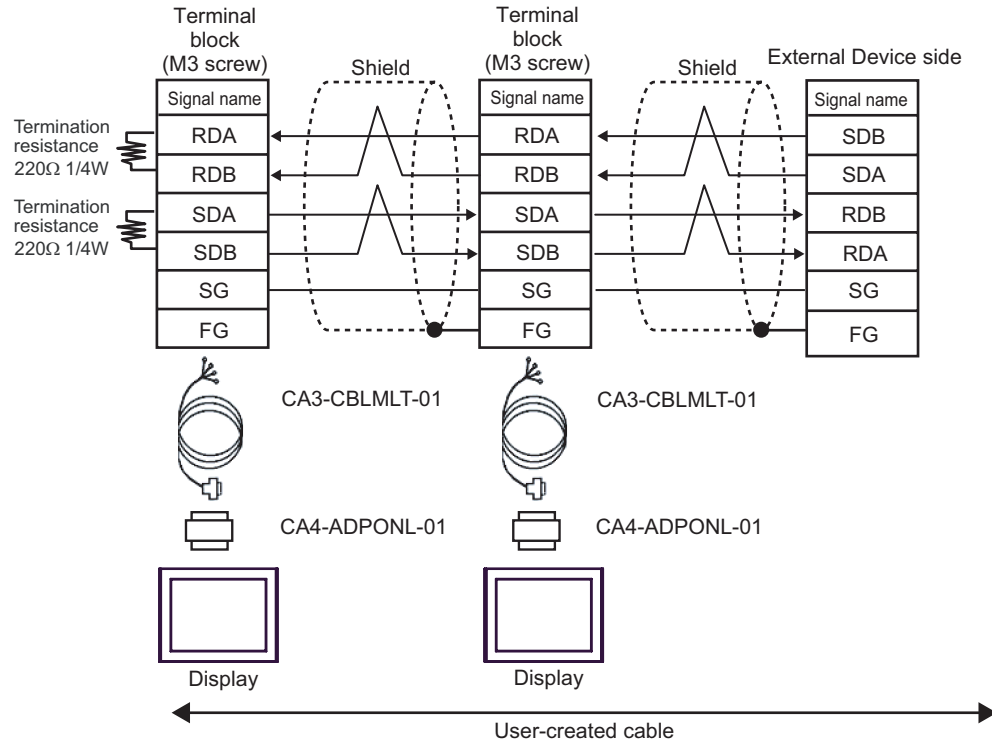 Terminal
block
(M3 screw)
Terminal
block
(M3 screw)
Shield
Shield
External Device side
Signal name
Signal name
Signal name
Termination
resistance
220Ω 1/4W
RDA
RDA
SDB
RDB
RDB
SDA
Termination
resistance
220Ω 1/4W
SDA
SDA
RDB
SDB
SDB
RDA
SG
SG
SG
FG
FG
FG
CA3-CBLMLT-01
CA3-CBLMLT-01
CA4-ADPONL-01
CA4-ADPONL-01
Display
Display
User-created cable